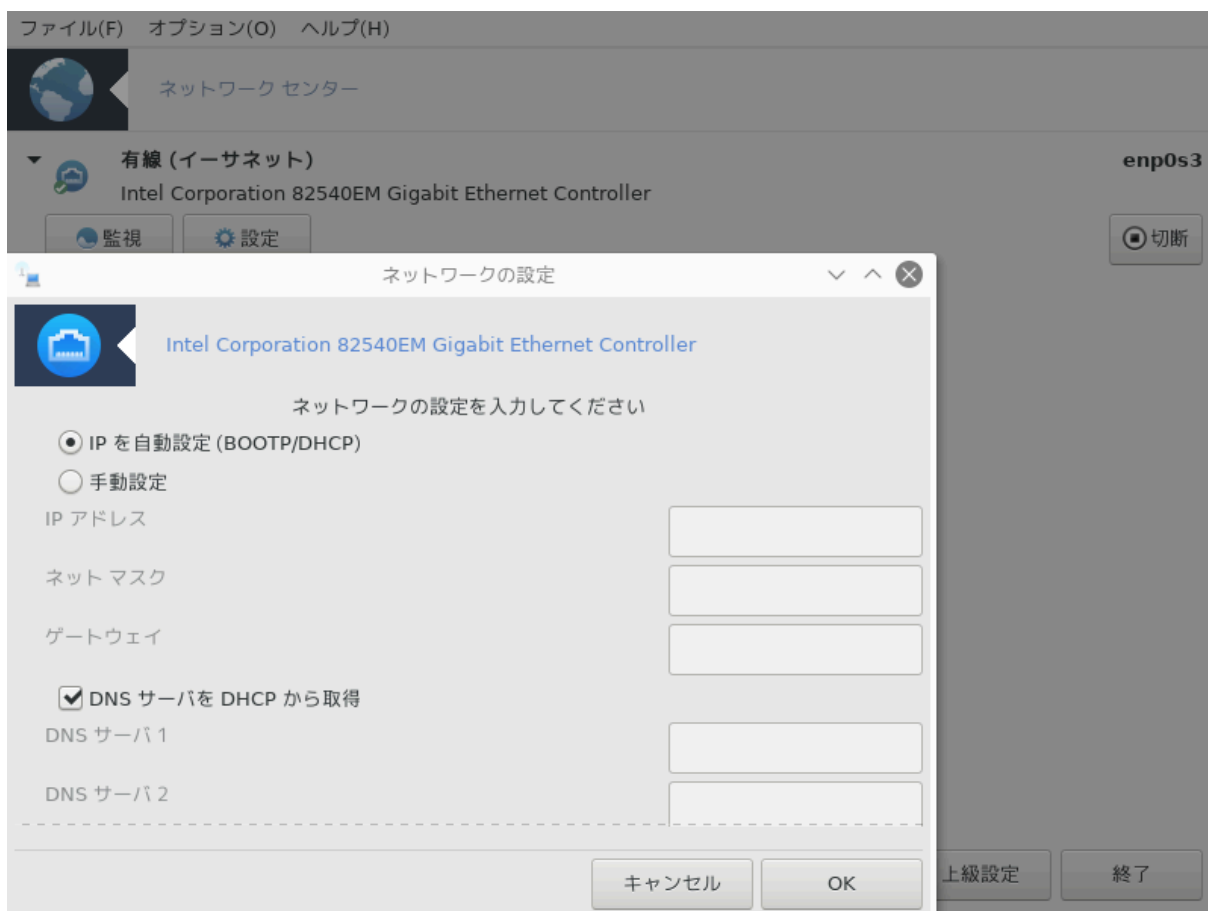 ファイル(F) オプション(O) ヘルプ(H)
ネットワーク センター
有線 (イーサネット) enp0s3
Intel Corporation 82540EM Gigabit Ethernet Controller
監視 設定 切断
ネットワークの設定
Intel Corporation 82540EM Gigabit Ethernet Controller
ネットワークの設定を入力してください
IP を自動設定 (BOOTP/DHCP)
手動設定
IP アドレス
ネット マスク
ゲートウェイ
DNS サーバを DHCP から取得
DNS サーバ 1
DNS サーバ 2
キャンセル OK 上級設定 終了